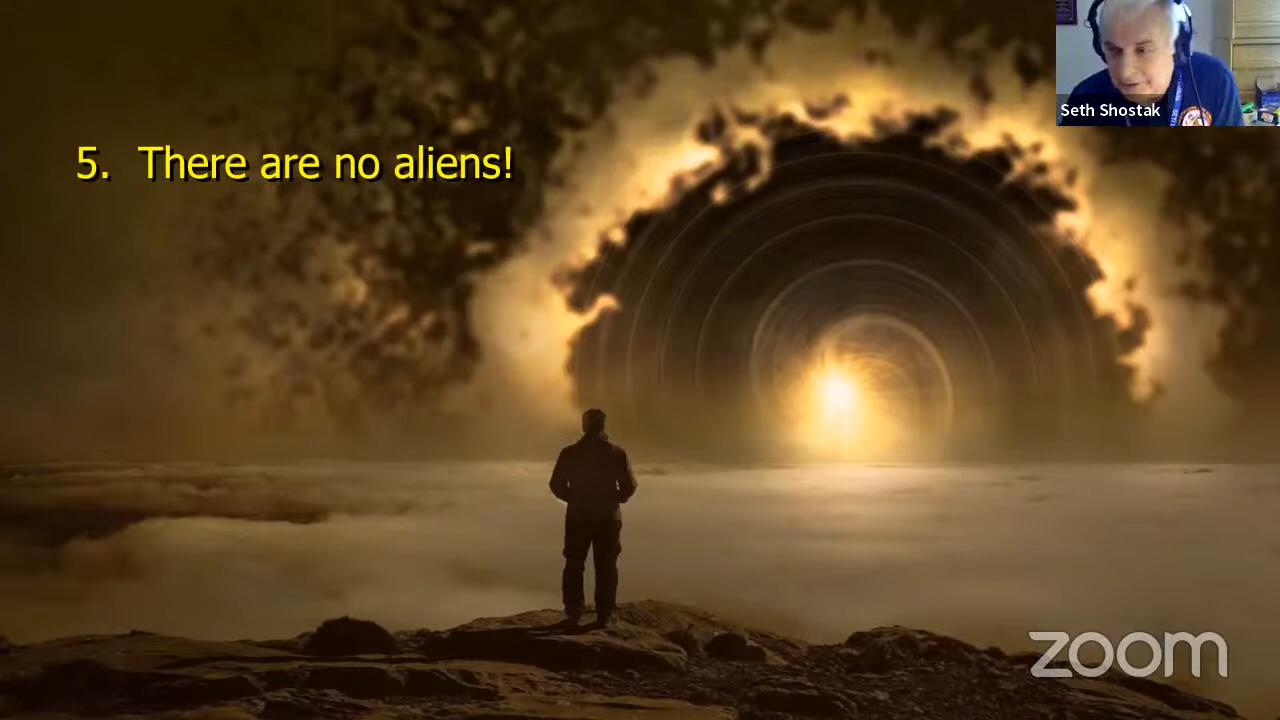 5. There are no aliens!
Seth Shostak
zoom